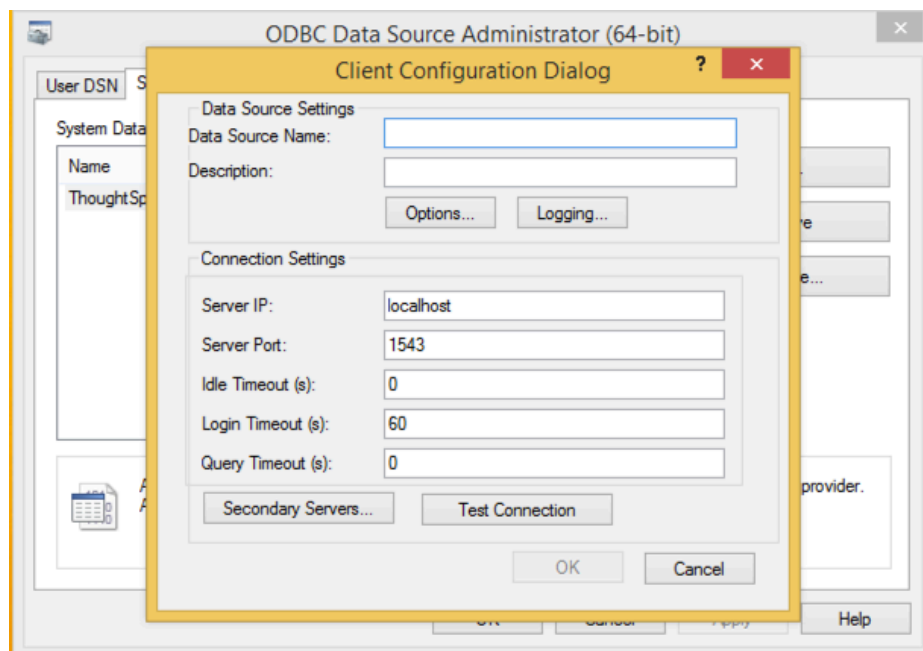 ODBC Data Source Administrator (64-bit)
Client Configuration Dialog ?
User DSN S
Data Source Settings
Data Source Name:
System Data
Description:
Name
ThoughtSp
Options... Logging...
Connection Settings
Server IP: localhost
Server Port: 1543
Idle Timeout (s): 0
Login Timeout (s): 60
Query Timeout (s): 0
provider.
Secondary Servers... Test Connection
OK Cancel
Help